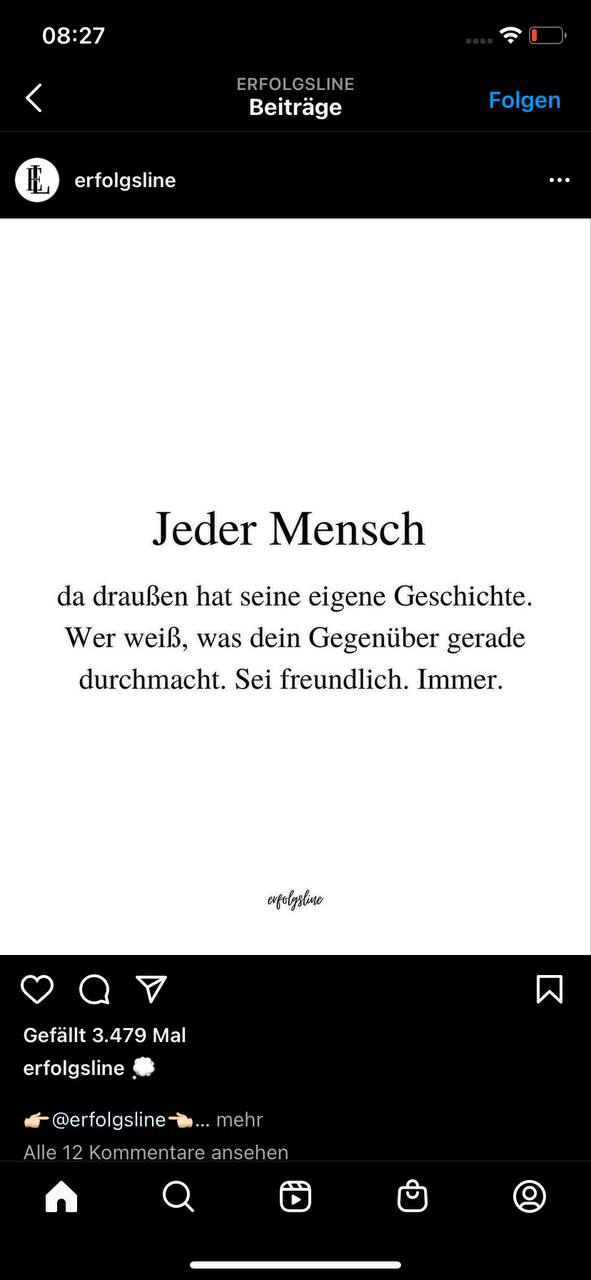 08:27
ERFOLGSLINE
Beiträge
Folgen
erfolgsline
Jeder Mensch
da draußen hat seine eigene Geschichte.
Wer weiß, was dein Gegenüber gerade
durchmacht. Sei freundlich. Immer.
erfolgsline
Gefällt 3.479 Mal
erfolgsline 💭
👉🏻@erfolgsline👈🏻... mehr
Alle 12 Kommentare ansehen